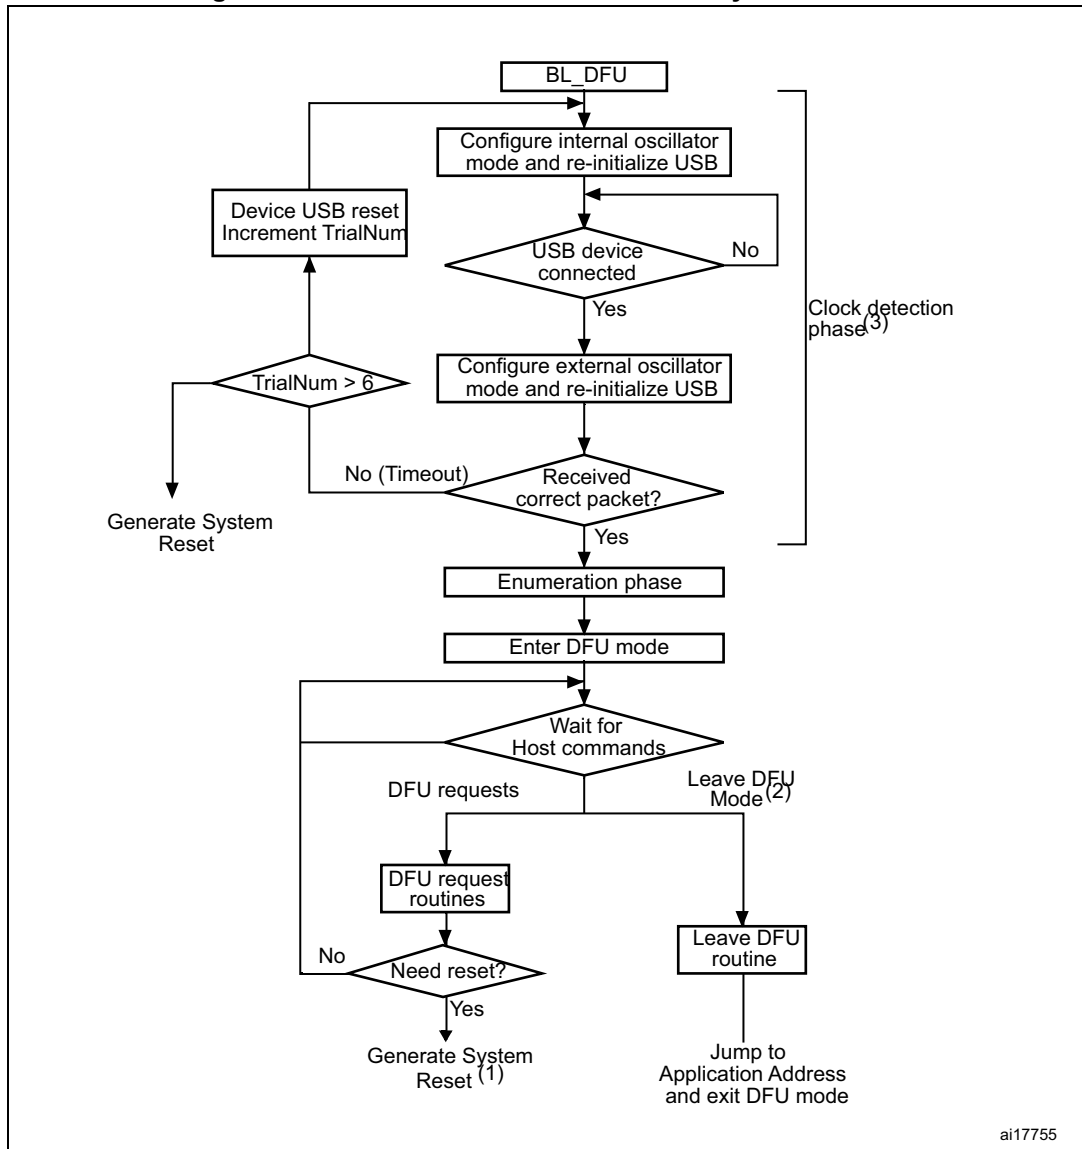 BL_DFU
Configure internal oscillator
mode and re-initialize USB
Device USB reset
Increment TrialNum
USB device
connected
No
Yes
Clock detection
phase(3)
Configure external oscillator
mode and re-initialize USB
TrialNum > 6
No (Timeout)
Received
correct packet?
Generate System
Reset
Yes
Enumeration phase
Enter DFU mode
Wait for
Host commands
DFU requests
Leave DFU
Mode(2)
DFU request
routines
Leave DFU
routine
No
Need reset?
Yes
Generate System
Reset (1)
Jump to
Application Address
and exit DFU mode
ai17755